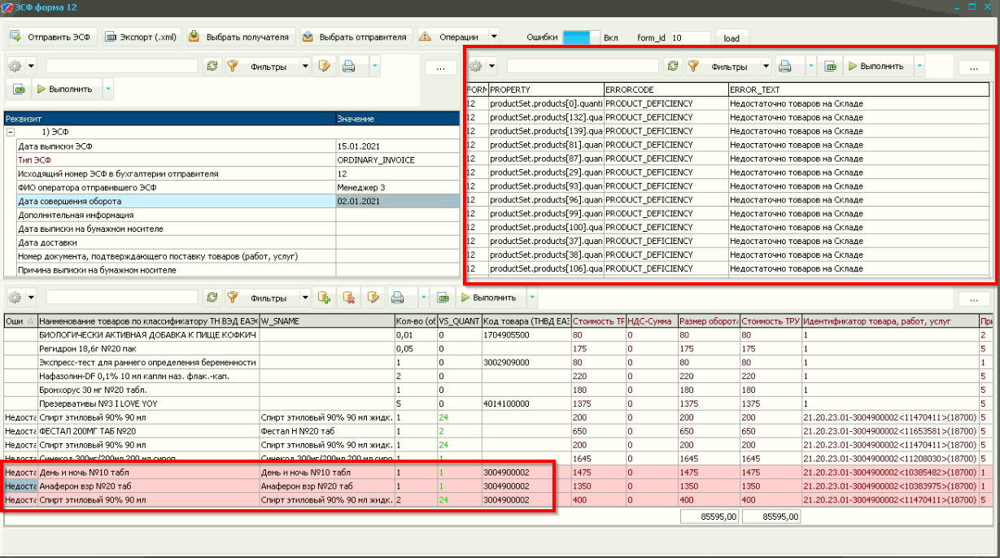 ЭСФ форма 12
Отправить ЭСФ Экспорт (.xml) Выбрать получателя Выбрать отправителя Операции Ошибки Вкл form_id 10 load
Фильтры ...
Выполнить
Фильтры Выполнить ...
Реквизит Значение
1) ЭСФ
Дата выписки ЭСФ 15.01.2021
Тип ЭСФ ORDINARY_INVOICE
Исходящий номер ЭСФ в бухгалтерии отправителя 12
ФИО оператора отправившего ЭСФ Менеджер 3
Дата совершения оборота 02.01.2021
Дополнительная информация
Дата выписки на бумажном носителе
Дата доставки
Номер документа, подтверждающего поставку товаров (работ, услуг)
Причина выписки на бумажном носителе
FORM PROPERTY ERRORCODE ERROR_TEXT
12 productSet.products[0].quanti PRODUCT_DEFICIENCY Недостаточно товаров на Складе
12 productSet.products[132].qua PRODUCT_DEFICIENCY Недостаточно товаров на Складе
12 productSet.products[139].qua PRODUCT_DEFICIENCY Недостаточно товаров на Складе
12 productSet.products[81].quan PRODUCT_DEFICIENCY Недостаточно товаров на Складе
12 productSet.products[87].quan PRODUCT_DEFICIENCY Недостаточно товаров на Складе
12 productSet.products[29].quan PRODUCT_DEFICIENCY Недостаточно товаров на Складе
12 productSet.products[93].quan PRODUCT_DEFICIENCY Недостаточно товаров на Складе
12 productSet.products[96].quan PRODUCT_DEFICIENCY Недостаточно товаров на Складе
12 productSet.products[99].quan PRODUCT_DEFICIENCY Недостаточно товаров на Складе
12 productSet.products[100].quan PRODUCT_DEFICIENCY Недостаточно товаров на Складе
12 productSet.products[37].quan PRODUCT_DEFICIENCY Недостаточно товаров на Складе
12 productSet.products[38].quan PRODUCT_DEFICIENCY Недостаточно товаров на Складе
12 productSet.products[106].qua PRODUCT_DEFICIENCY Недостаточно товаров на Складе
Фильтры Выполнить ...
Оши Наименование товаров по классификатору ТН ВЭД ЕАЭС W_SNAME Кол-во (об VS_QUANT Код товара (ТНВД ЕАЭ Стоимость ТР НДС-Сумма Размер оборота Стоимость ТРУ Идентификатор товара, работ, услуг При
БИОЛОГИЧЕСКИ АКТИВНАЯ ДОБАВКА К ПИЩЕ КОФКИЧ 0,01 0 1704905500 80 0 80 80 1 2
Регидрон 18,6г №20 пак 0,05 0 175 0 175 175 1 5
Экспресс-тест для раннего определения беременности 1 0 3002909000 80 0 80 80 1 1
Нафазолин-DF 0,1% 10 мл капли наз. флак.-кап. 2 0 220 0 220 220 1 5
Бронхорус 30 мг №20 табл. 1 0 180 0 180 180 1 5
Презервативы №3 I LOVE YOY 5 0 4014100000 1375 0 1375 1375 1 5
Недоста Спирт этиловый 90% 90 мл Спирт этиловый 90% 90 мл жидк. 1 24 200 0 200 200 21.20.23.01-3004900002<11470411>(18700) 5
Недоста ФЕСТАЛ 200МГ ТАБ №20 Фестал Н №20 таб 1 2 650 0 650 650 21.20.23.01-3004900002<11653581>(18700) 5
Недоста Спирт этиловый 90% 90 мл Спирт этиловый 90% 90 мл жидк. 1 24 200 0 200 200 21.20.23.01-3004900002<11470411>(18700) 5
Недоста Синекод 300мг/200мл 200 мл сироп Синекод 300мг/200мл 200 мл сиро 1 1 1645 0 1645 1645 21.20.23.01-3004900002<11208030>(18700) 5
Недоста День и ночь №10 табл День и ночь №10 табл 1 1 3004900002 1475 0 1475 1475 21.20.23.01-3004900002<10385482>(18700) 1
Недоста Анаферон взр №20 таб Анаферон взр №20 таб 1 1 3004900002 1350 0 1350 1350 21.20.23.01-3004900002<10383975>(18700) 1
Недоста Спирт этиловый 90% 90 мл Спирт этиловый 90% 90 мл жидк. 2 24 3004900002 400 0 400 400 21.20.23.01-3004900002<11470411>(18700) 5
85595,00 85595,00